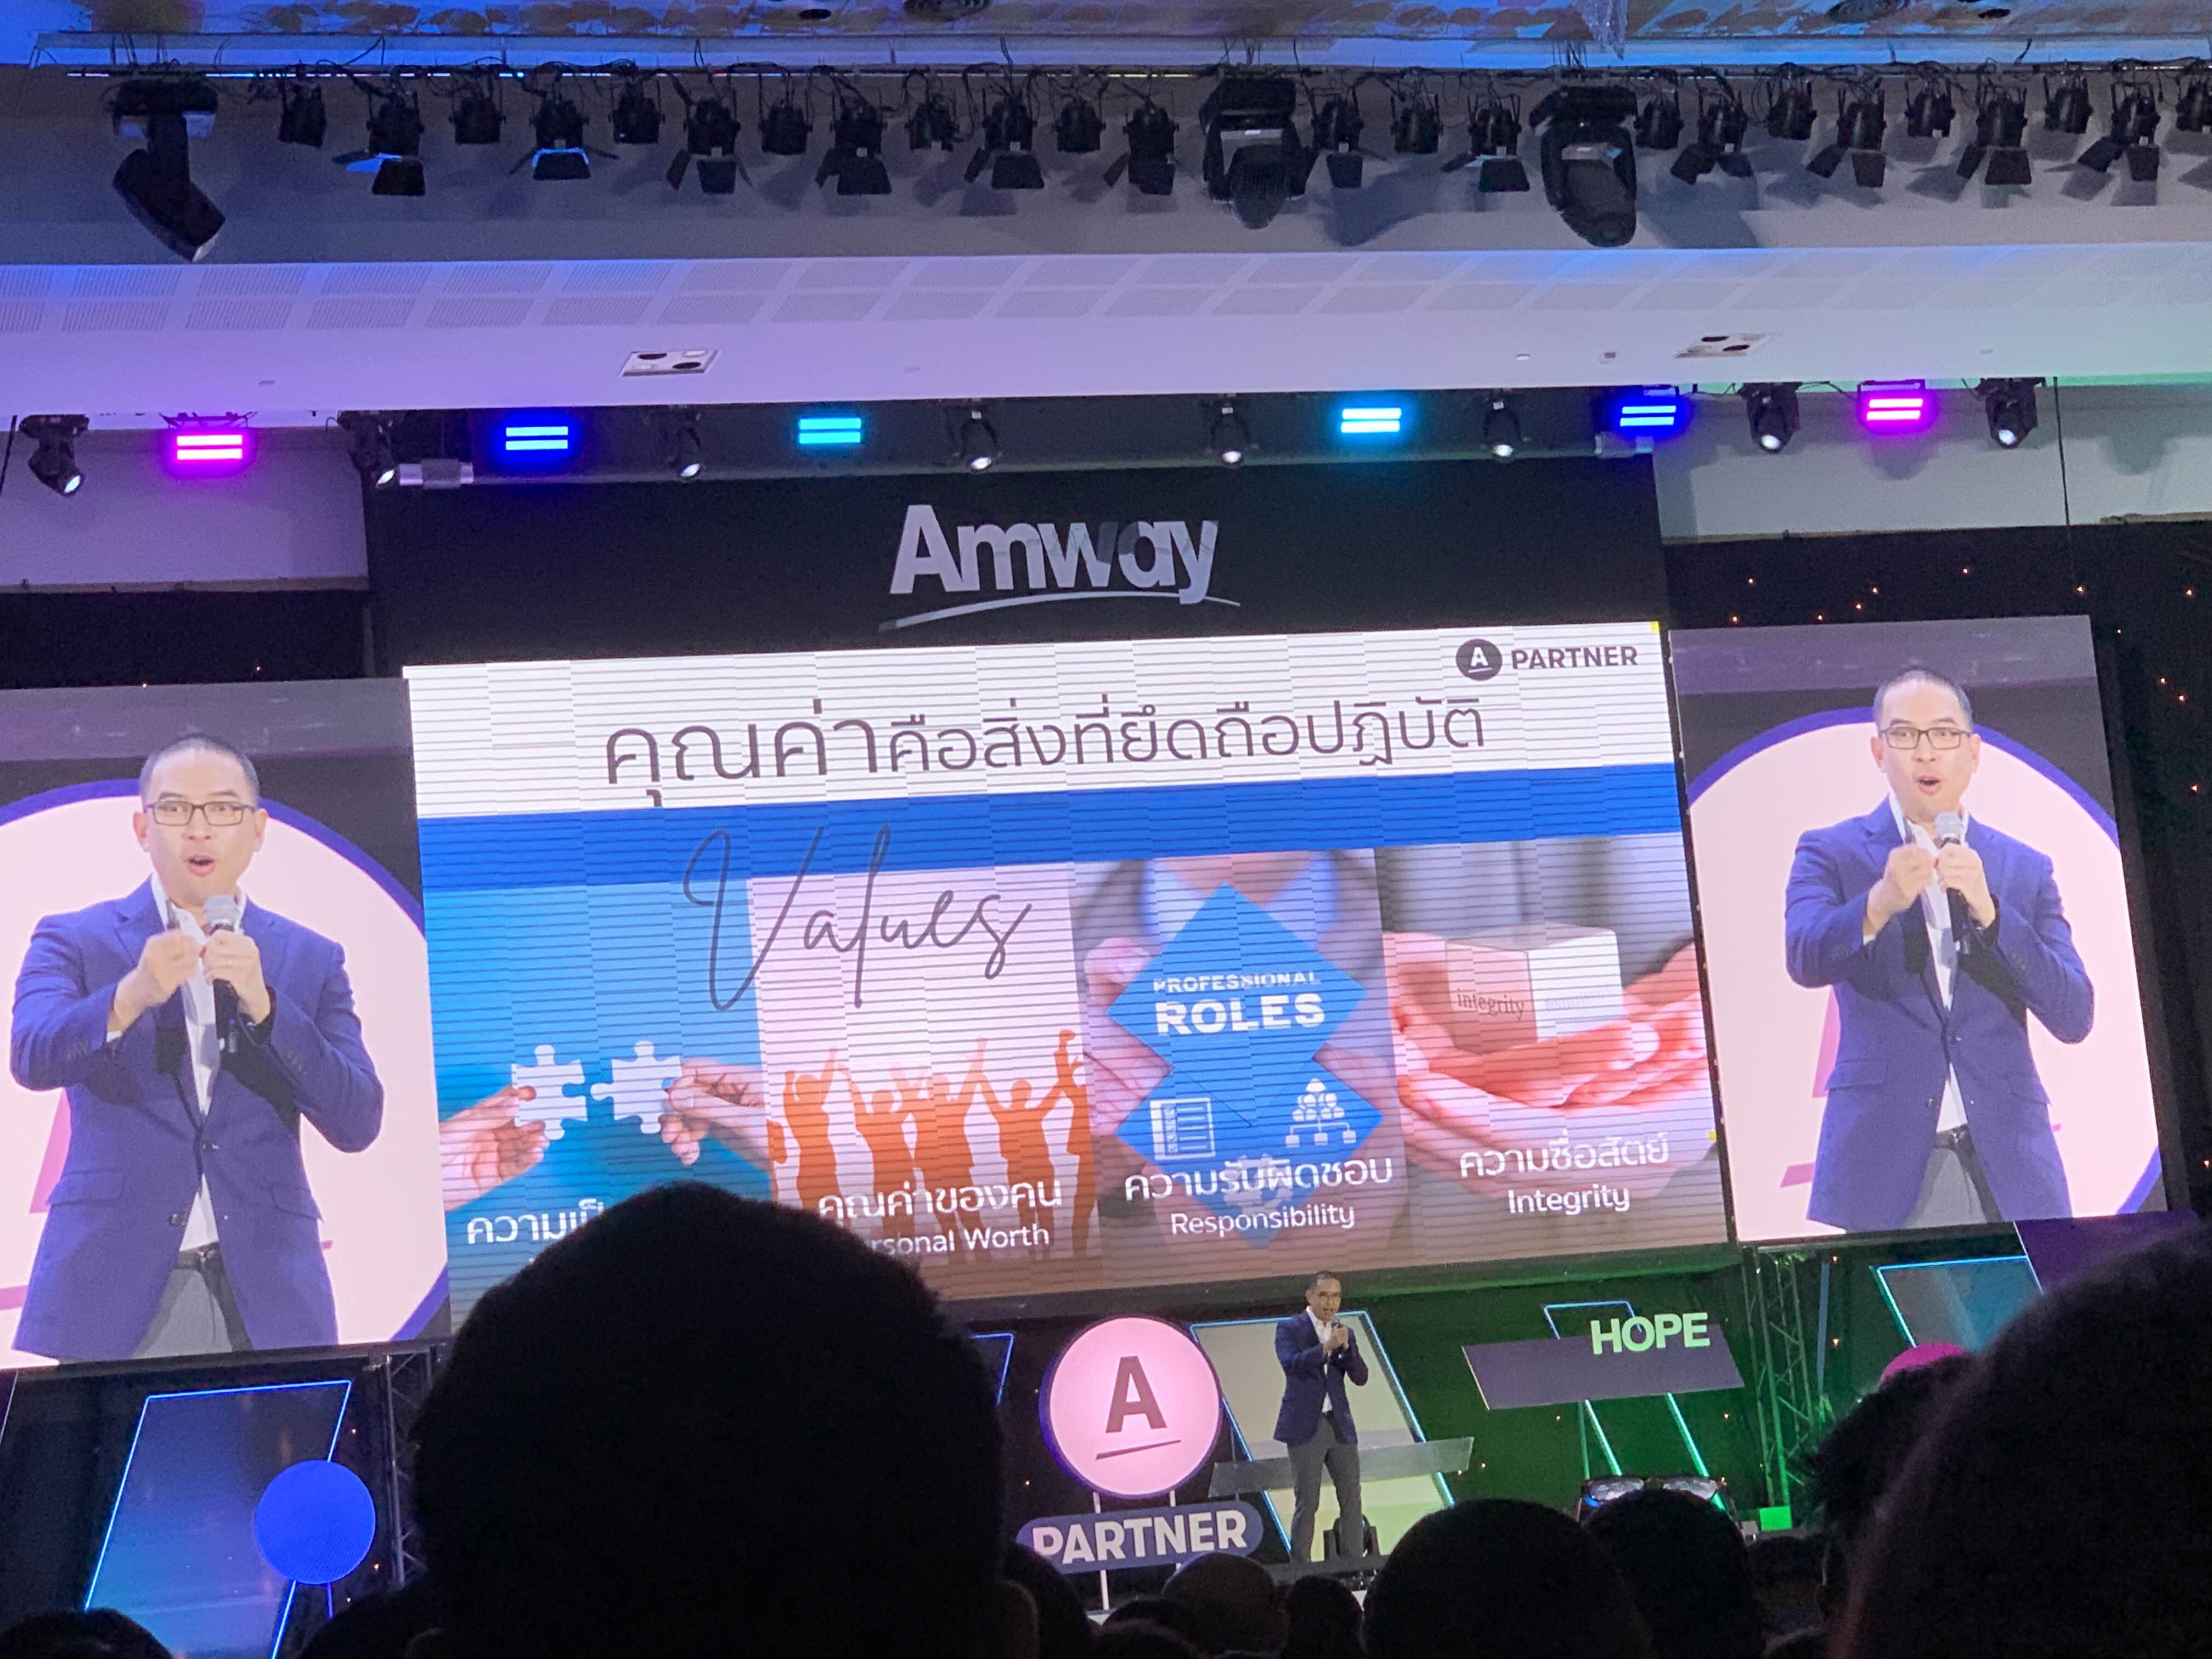 Amway
A PARTNER
คุณค่าคือสิ่งที่ยึดถือปฏิบัติ
Values
PROFESSIONAL
ROLES
integrity
คุณค่าของคน
Worth
ความรับผิดชอบ
Responsibility
ความซื่อสัตย์
Integrity
HOPE
A
PARTNER